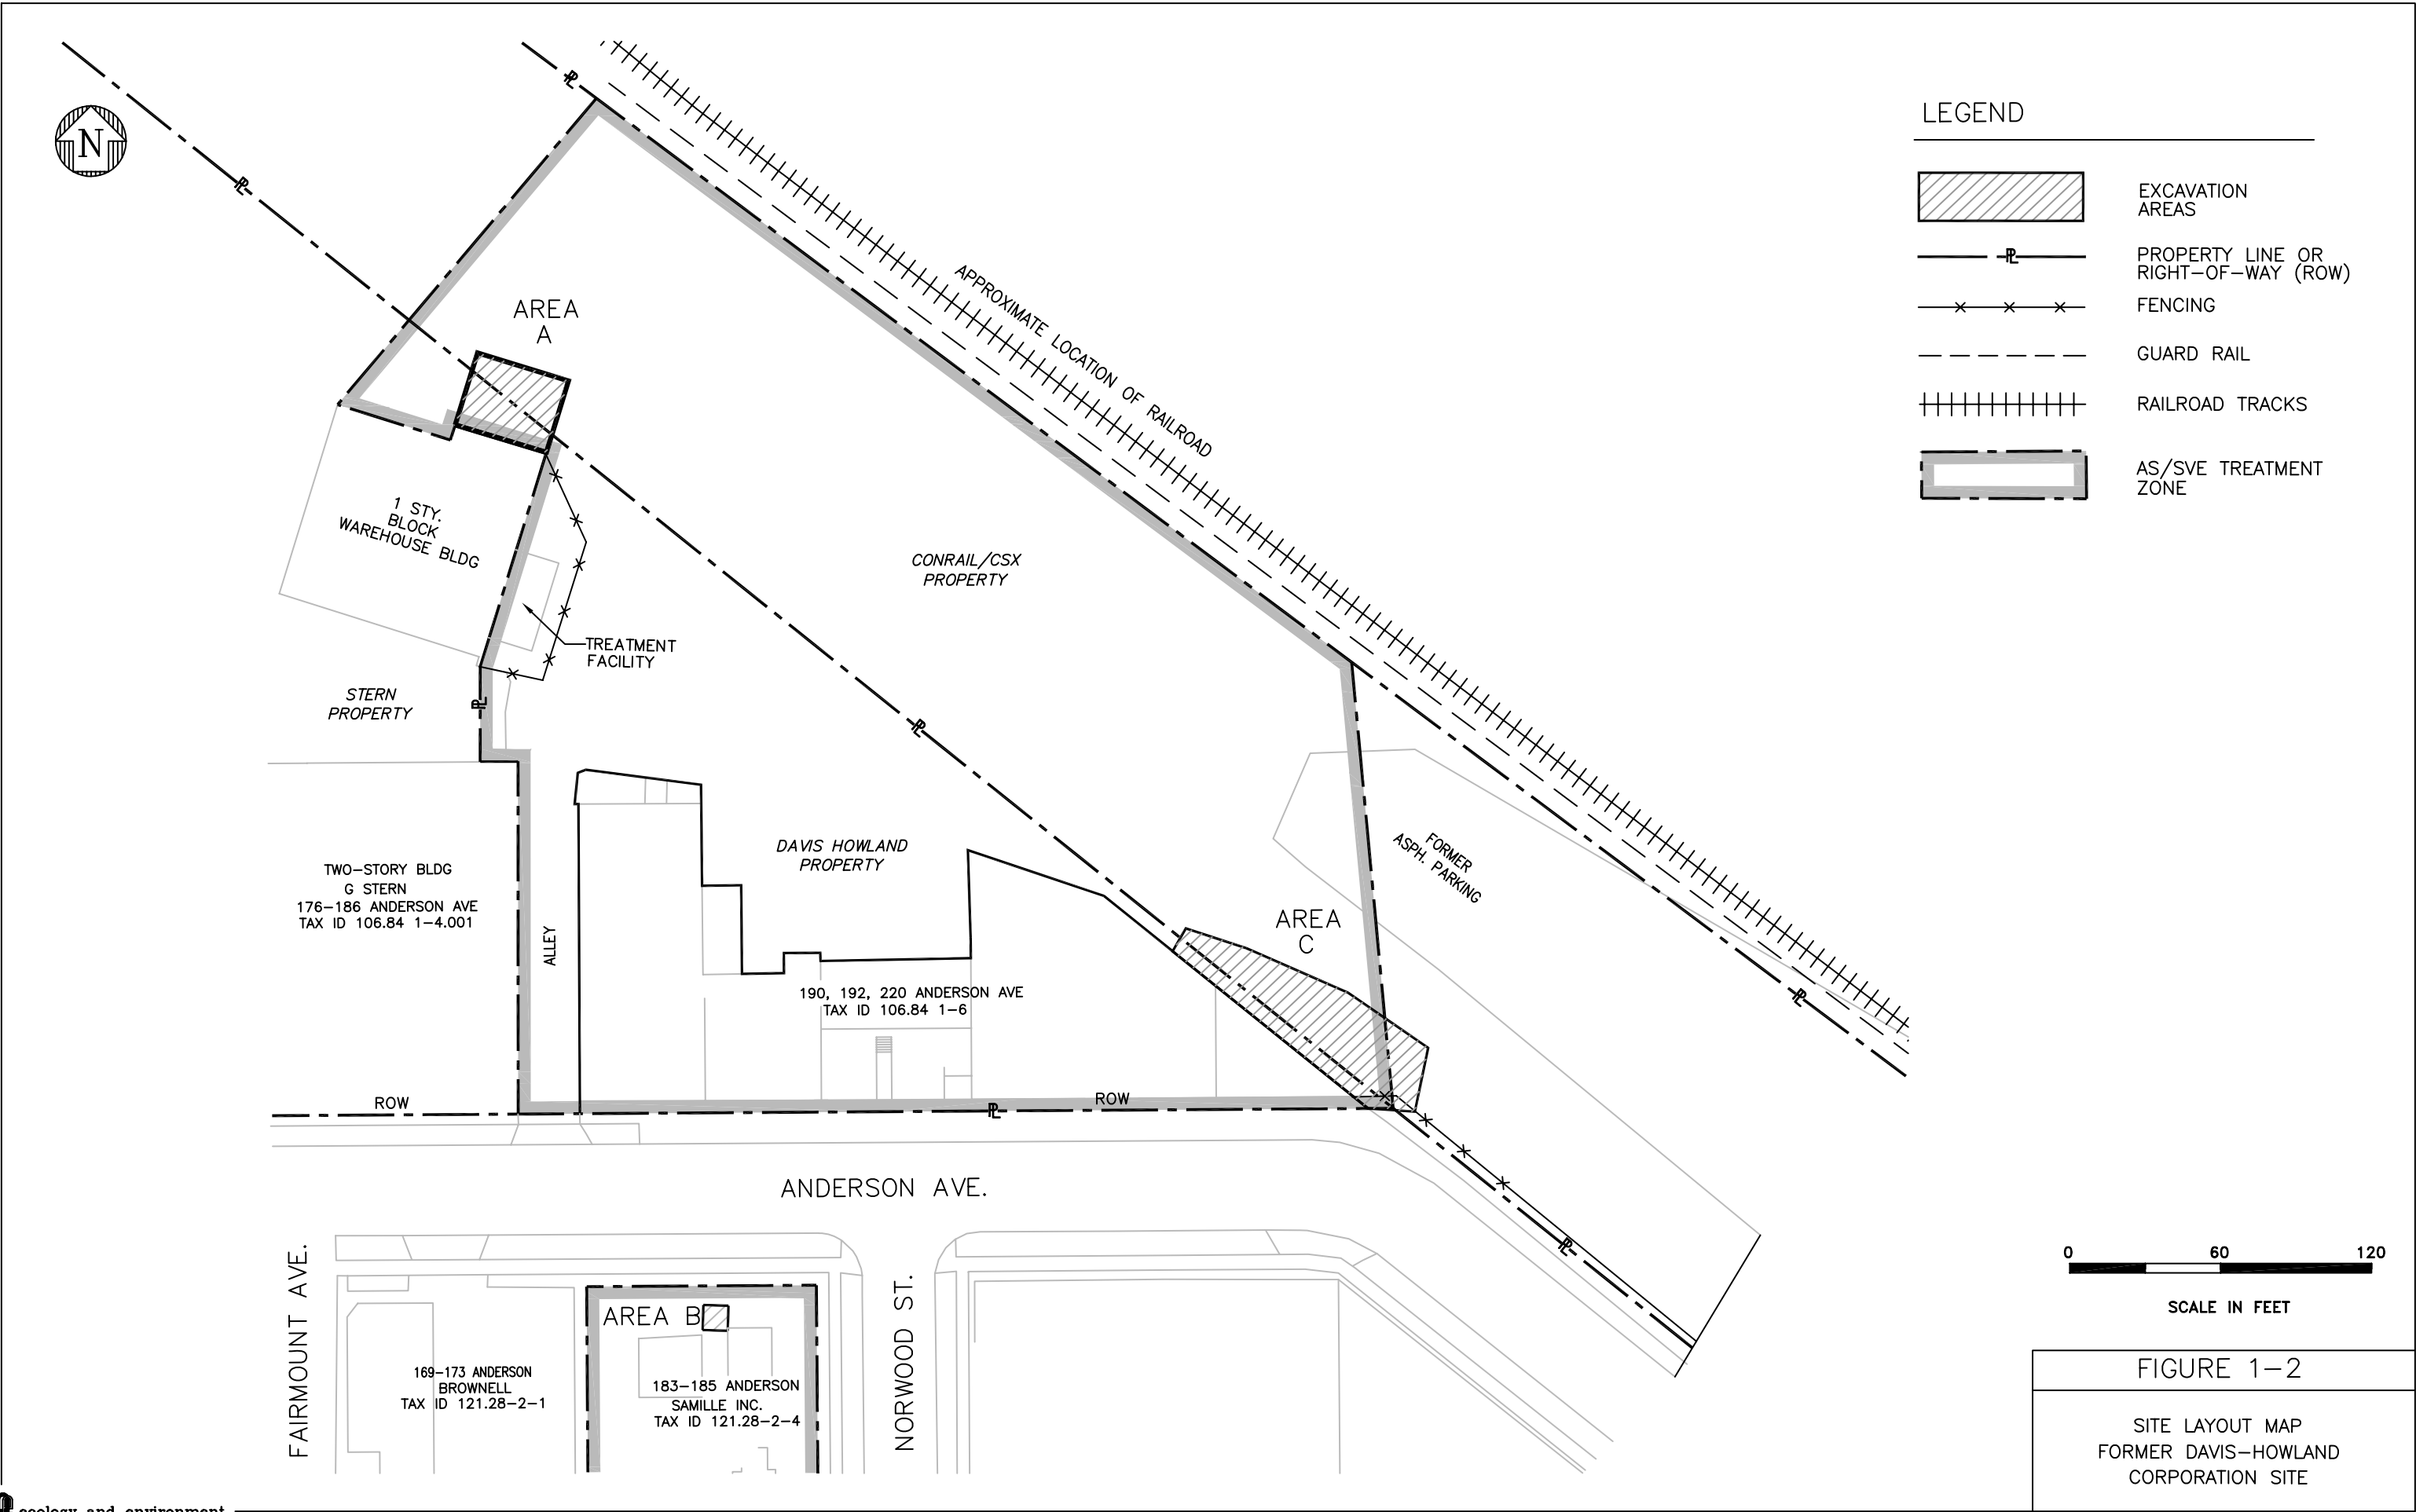 N
LEGEND
EXCAVATION
AREAS
PROPERTY LINE OR
RIGHT-OF-WAY (ROW)
FENCING
GUARD RAIL
RAILROAD TRACKS
AS/SVE TREATMENT
ZONE
APPROXIMATE LOCATION OF RAILROAD
AREA
A
1 STY.
BLOCK
WAREHOUSE BLDG
CONRAIL/CSX
PROPERTY
TREATMENT
FACILITY
STERN
PROPERTY
DAVIS HOWLAND
PROPERTY
FORMER
ASPH. PARKING
TWO-STORY BLDG
G STERN
176-186 ANDERSON AVE
TAX ID 106.84 1-4.001
ALLEY
AREA
C
190, 192, 220 ANDERSON AVE
TAX ID 106.84 1-6
ROW
ROW
ANDERSON AVE.
FAIRMOUNT AVE.
NORWOOD ST.
AREA B
169-173 ANDERSON
BROWNELL
TAX ID 121.28-2-1
183-185 ANDERSON
SAMILLE INC.
TAX ID 121.28-2-4
0 60 120
SCALE IN FEET
FIGURE 1-2
SITE LAYOUT MAP
FORMER DAVIS-HOWLAND
CORPORATION SITE
ecology and environment